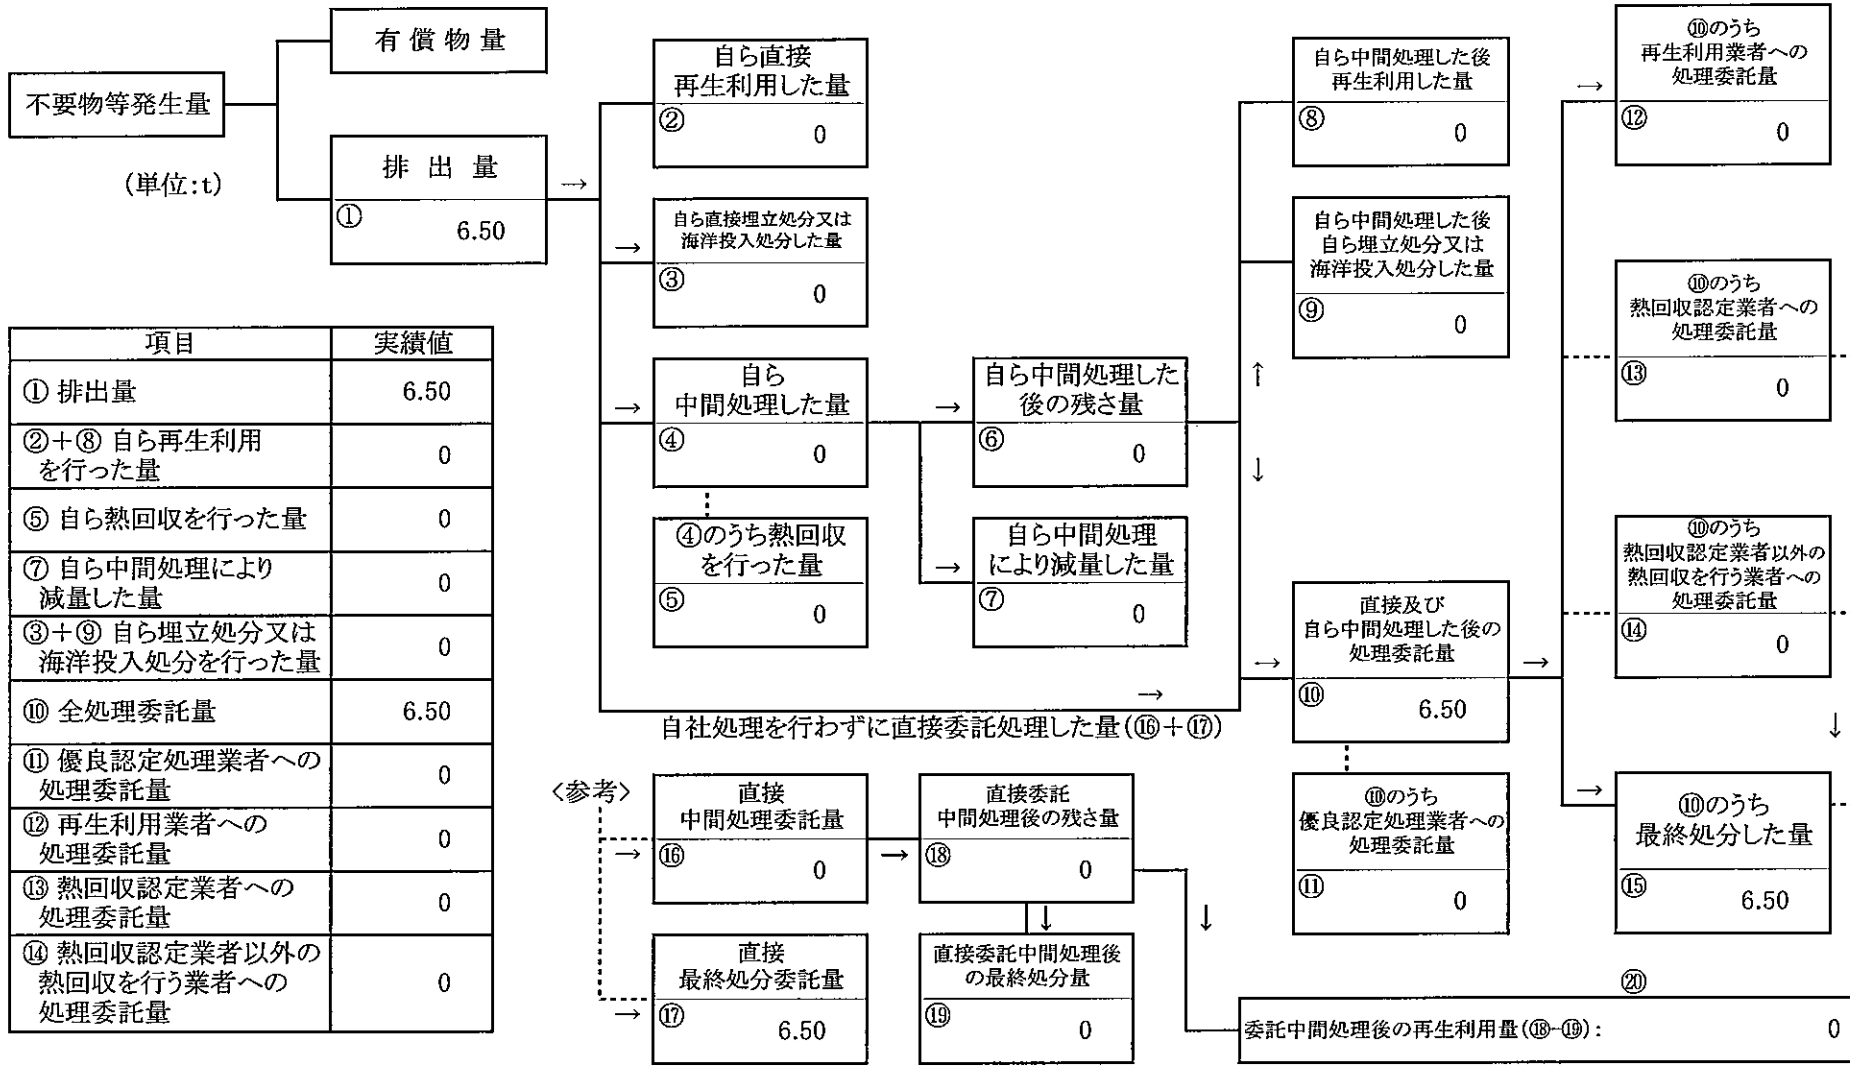 不要物等発生量
(単位:t)
有 償 物 量
排 出 量
①
6.50
→
自ら直接
再生利用した量
②
0
→
自ら直接埋立処分又は
海洋投入処分した量
③
0
→
自ら
中間処理した量
④
0
④のうち熱回収
を行った量
⑤
0
→
自ら中間処理した
後の残さ量
⑥
0
→
自ら中間処理
により減量した量
⑦
0
↑
↓
自ら中間処理した後
再生利用した量
⑧
0
自ら中間処理した後
自ら埋立処分又は
海洋投入処分した量
⑨
0
→
自社処理を行わずに直接委託処理した量(⑯+⑰)
→
直接及び
自ら中間処理した後の
処理委託量
⑩
6.50
→
⑩のうち
優良認定処理業者への
処理委託量
⑪
0
→
⑩のうち
再生利用業者への
処理委託量
⑫
0
⑩のうち
熱回収認定業者への
処理委託量
⑬
0
⑩のうち
熱回収認定業者以外の
熱回収を行う業者への
処理委託量
⑭
0
↓
→
⑩のうち
最終処分した量
⑮
6.50
項目 実績値
① 排出量 6.50
②+⑧ 自ら再生利用
を行った量 0
⑤ 自ら熱回収を行った量 0
⑦ 自ら中間処理により
減量した量 0
③+⑨ 自ら埋立処分又は
海洋投入処分を行った量 0
⑩ 全処理委託量 6.50
⑪ 優良認定処理業者への
処理委託量 0
⑫ 再生利用業者への
処理委託量 0
⑬ 熱回収認定業者への
処理委託量 0
⑭ 熱回収認定業者以外の
熱回収を行う業者への
処理委託量 0
<参考>
→
直接
中間処理委託量
⑯
0
→
直接委託
中間処理後の残さ量
⑱
0
↓
↓
→
直接
最終処分委託量
⑰
6.50
直接委託中間処理後
の最終処分量
⑲
0
⑳
委託中間処理後の再生利用量(⑱-⑲): 0